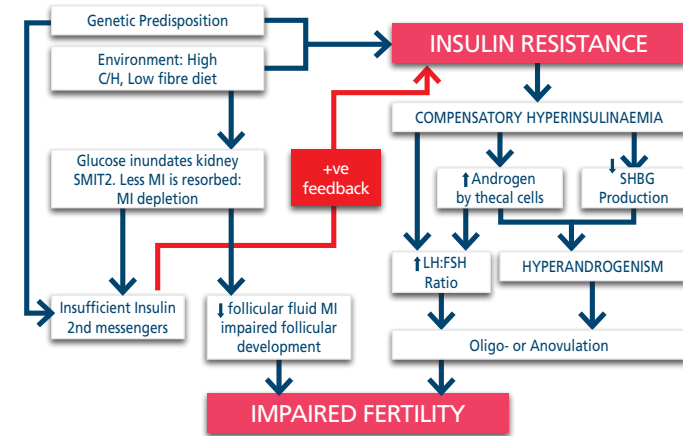 Genetic Predisposition
INSULIN RESISTANCE
Environment: High
C/H, Low fibre diet
COMPENSATORY HYPERINSULINAEMIA
Glucose inundates kidney
SMIT2. Less MI is resorbed:
MI depletion
+ve
feedback
↑Androgen
by thecal cells
↓ SHBG
Production
↑LH:FSH
Ratio
HYPERANDROGENISM
Insufficient Insulin
2nd messengers
↓ follicular fluid MI
impaired follicular
development
Oligo- or Anovulation
IMPAIRED FERTILITY